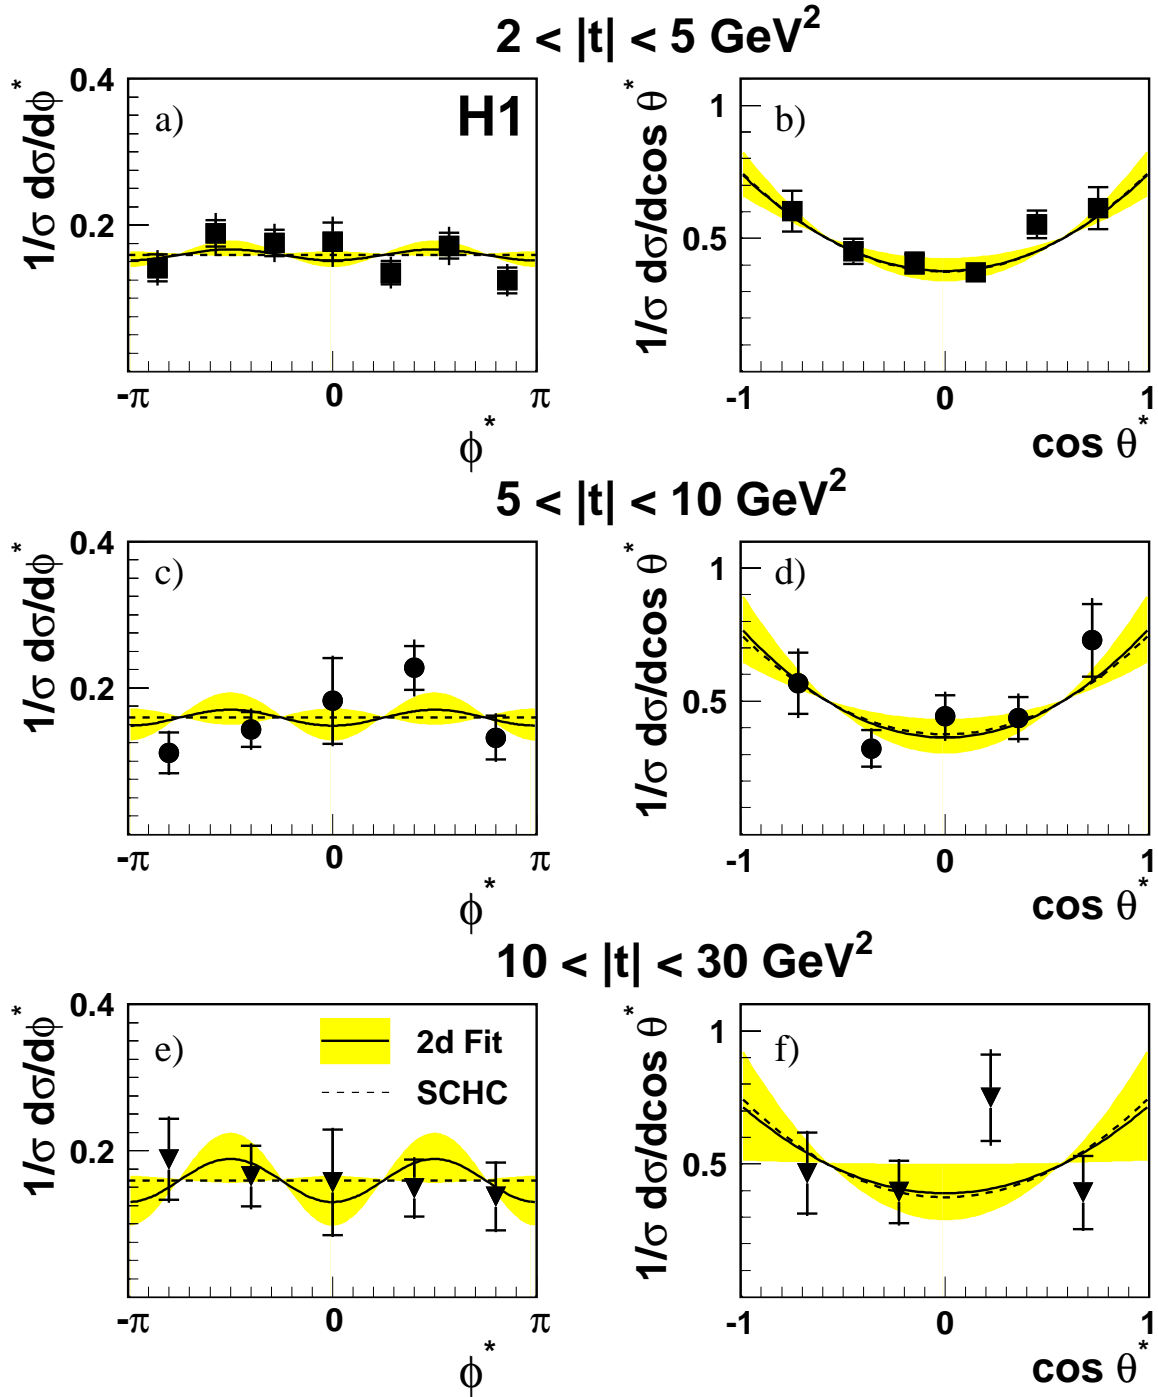 2 < |t| < 5 GeV²
1/σ dσ/dϕ*
0.4
0.2
a)
H1
-π 0 π
ϕ*
1/σ dσ/dcos θ*
1
0.5
b)
-1 0 1
cos θ*
5 < |t| < 10 GeV²
1/σ dσ/dϕ*
0.4
0.2
c)
-π 0 π
ϕ*
1/σ dσ/dcos θ*
1
0.5
d)
-1 0 1
cos θ*
10 < |t| < 30 GeV²
1/σ dσ/dϕ*
0.4
0.2
e)
2d Fit
SCHC
-π 0 π
ϕ*
1/σ dσ/dcos θ*
1
0.5
f)
-1 0 1
cos θ*